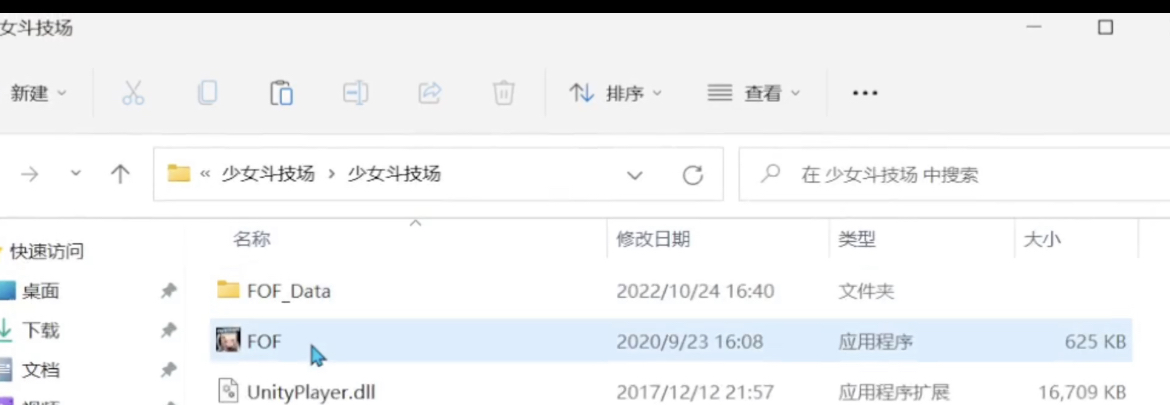 女斗技场
新建 排序 查看
« 少女斗技场 › 少女斗技场 在 少女斗技场 中搜索
名称 修改日期 类型 大小
快速访问
桌面 FOF_Data 2022/10/24 16:40 文件夹
下载 FOF 2020/9/23 16:08 应用程序 625 KB
文档 UnityPlayer.dll 2017/12/12 21:57 应用程序扩展 16,709 KB